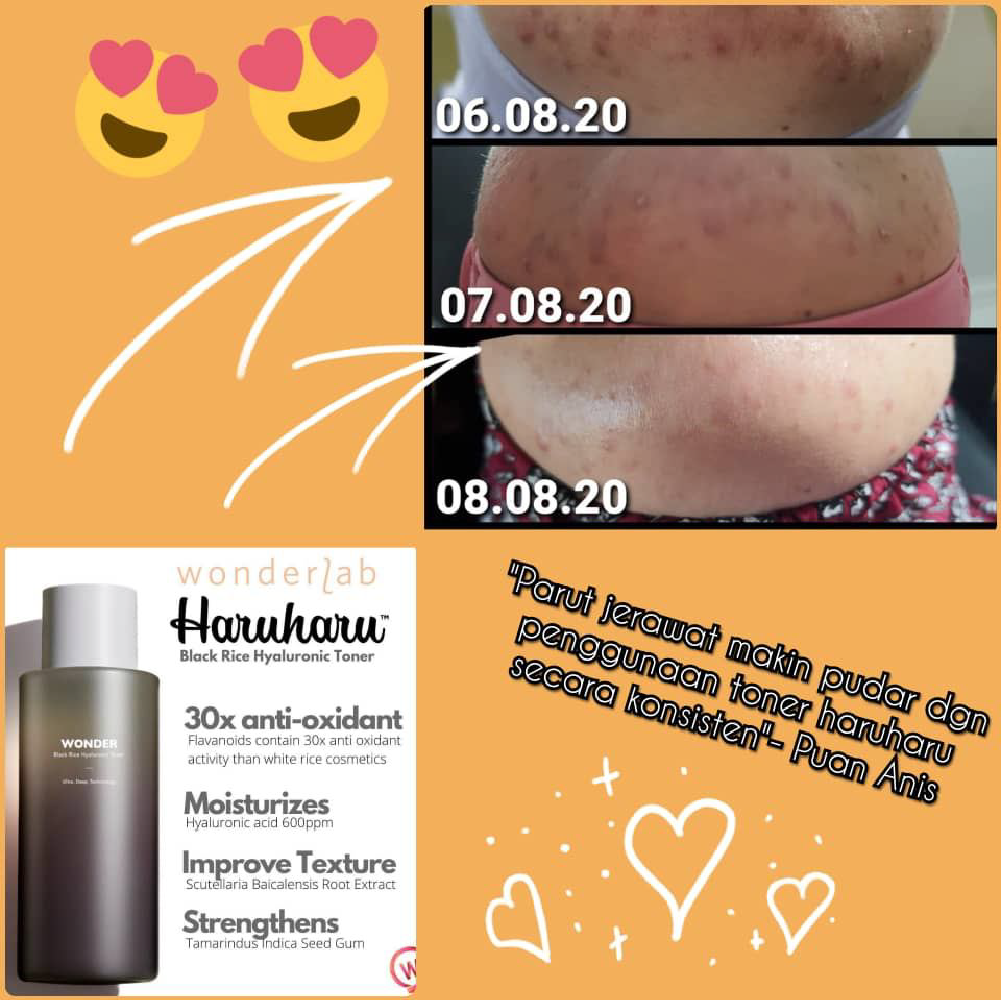 06.08.20
07.08.20
08.08.20
wonderlab
Haruharu™
Black Rice Hyaluronic Toner
30x anti-oxidant
Flavanoids contain 30x anti oxidant
activity than white rice cosmetics
Moisturizes
Hyaluronic acid 600ppm
Improve Texture
Scutellaria Baicalensis Root Extract
Strengthens
Tamarindus Indica Seed Gum
WONDER
Black Rice Hyaluronic Toner
W
"Parut jerawat makin pudar dgn
penggunaan toner haruharu
secara konsisten"- Puan Anis